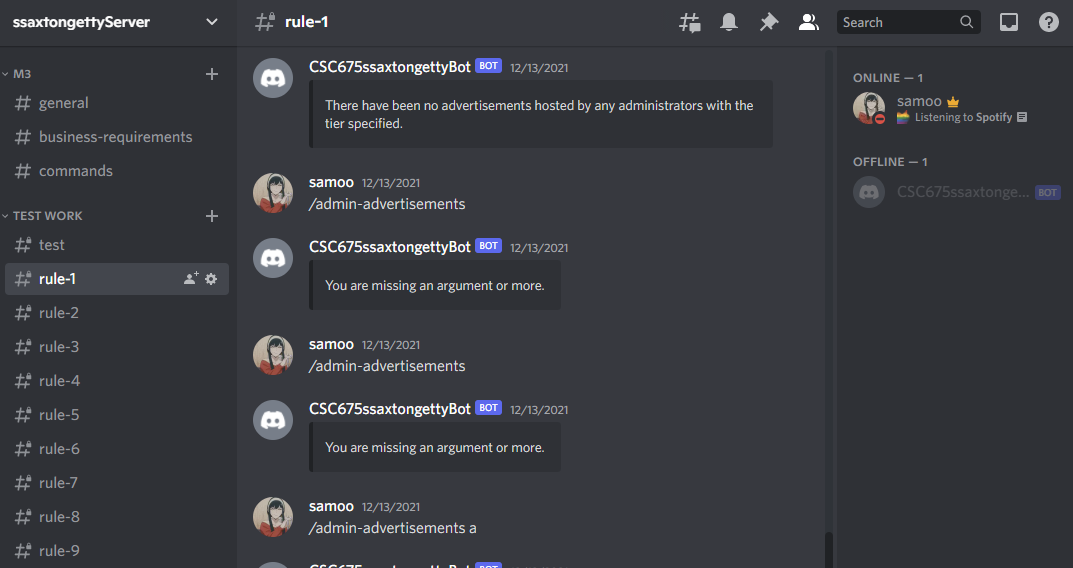 ssaxtongettyServer
rule-1
Search
M3
general
business-requirements
commands
TEST WORK
test
rule-1
rule-2
rule-3
rule-4
rule-5
rule-6
rule-7
rule-8
rule-9
CSC675ssaxtongettyBot BOT 12/13/2021
There have been no advertisements hosted by any administrators with the
tier specified.
samoo 12/13/2021
/admin-advertisements
CSC675ssaxtongettyBot BOT 12/13/2021
You are missing an argument or more.
samoo 12/13/2021
/admin-advertisements
CSC675ssaxtongettyBot BOT 12/13/2021
You are missing an argument or more.
samoo 12/13/2021
/admin-advertisements a
CSC675ssaxtongettyBot BOT
ONLINE — 1
samoo
Listening to Spotify
OFFLINE — 1
CSC675ssaxtonge... BOT